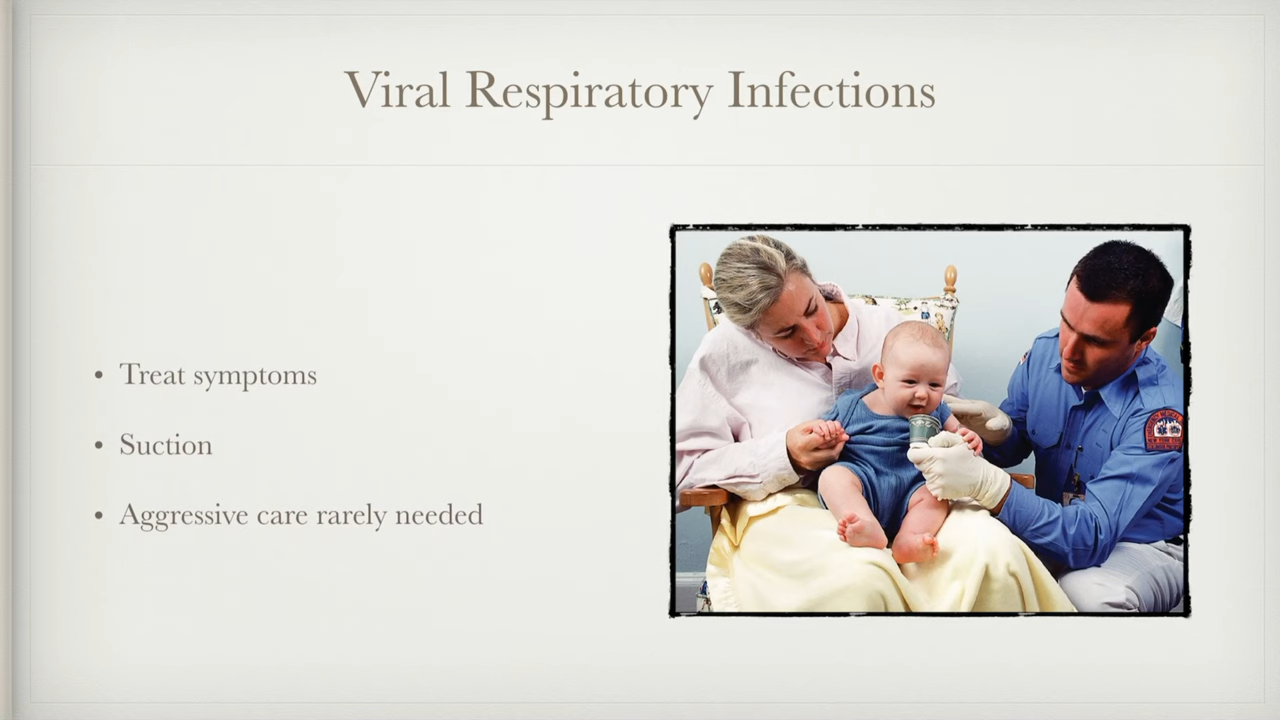 Viral Respiratory Infections
• Treat symptoms
• Suction
• Aggressive care rarely needed